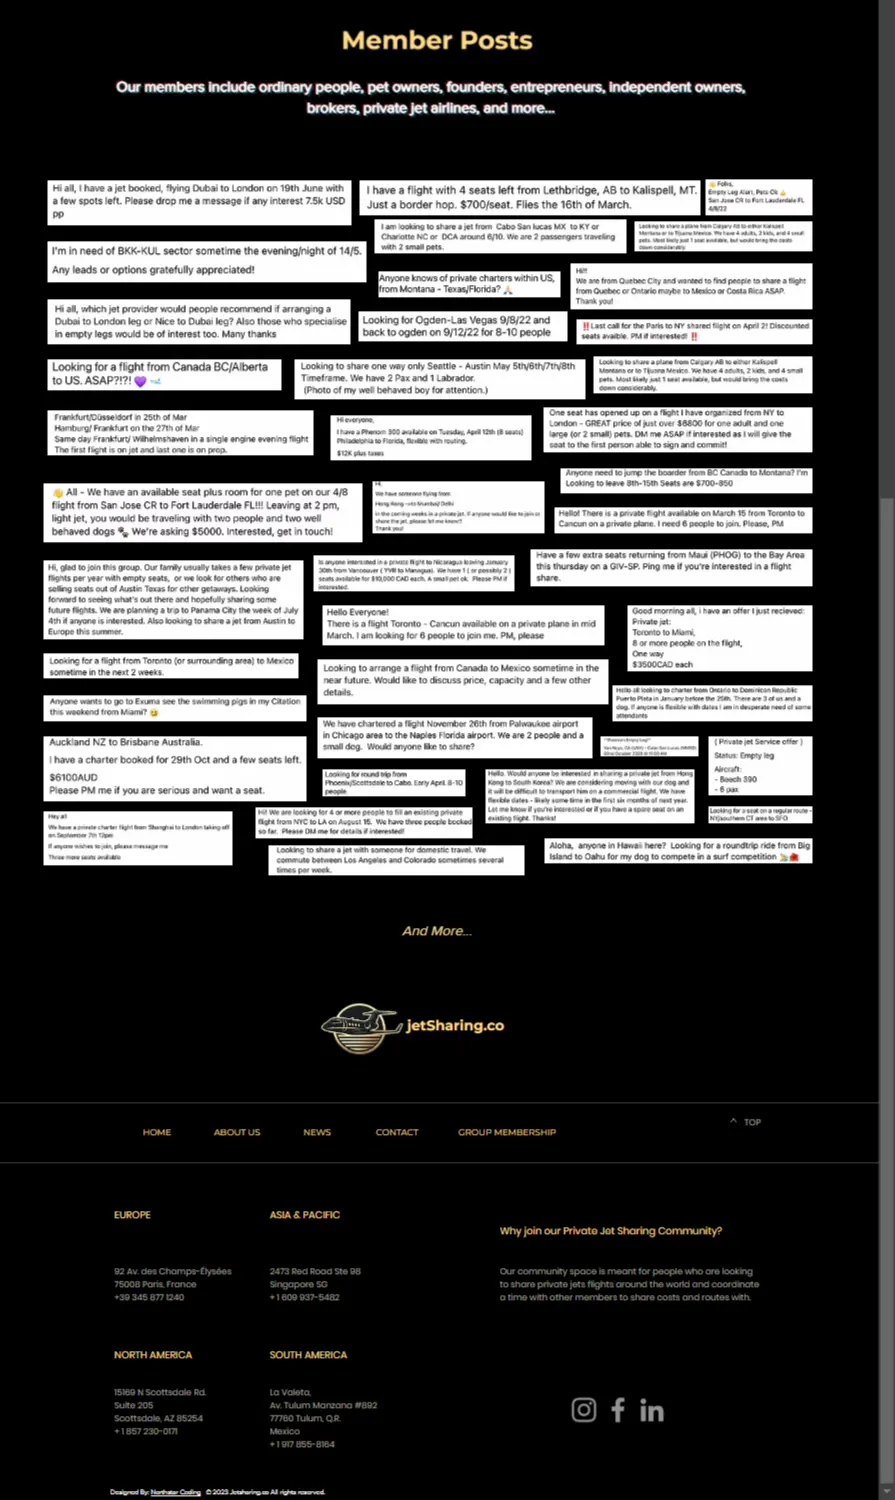 Member Posts
Our members include ordinary people, pet owners, founders, entrepreneurs, independent owners,
brokers, private jet airlines, and more...
Hi all, I have a jet booked, flying Dubai to London on 19th June with
a few spots left. Please drop me a message if any interest 7.5k USD
pp
I have a flight with 4 seats left from Lethbridge, AB to Kalispell, MT.
Just a border hop. $700/seat. Flies the 16th of March.
👋 Folks,
Empty Leg Alert, Pets Ok
San Jose CR to Fort Lauderdale FL
4/8/22
I am looking to share a jet from Cabo San lucas MX to KY or
Charlotte NC or DCA around 6/10. We are 2 passengers traveling
with 2 small pets.
Looking to share a plane from Calgary AB to either Kalispell
Montana or to Tijuana Mexico. We have 4 adults, 2 kids, and 4 small
pets. Most likely just 1 seat available, but would bring the costs
down considerably
I'm in need of BKK-KUL sector sometime the evening/night of 14/5.
Any leads or options gratefully appreciated!
Anyone knows of private charters within US,
from Montana - Texas/Florida? 🙏
Hi!!
We are from Quebec City and wanted to find people to share a flight
from Quebec or Ontario maybe to Mexico or Costa Rica ASAP.
Thank you!
Hi all, which jet provider would people recommend if arranging a
Dubai to London leg or Nice to Dubai leg? Also those who specialise
in empty legs would be of interest too. Many thanks
Looking for Ogden-Las Vegas 9/8/22 and
back to ogden on 9/12/22 for 8-10 people
‼️Last call for the Paris to NY shared flight on April 2! Discounted
seats avaible. PM if interested! ‼️
Looking for a flight from Canada BC/Alberta
to US. ASAP?!?! 💜 🛩️
Looking to share one way only Seattle - Austin May 5th/6th/7th/8th
Timeframe. We have 2 Pax and 1 Labrador.
(Photo of my well behaved boy for attention.)
Looking to share a plane from Calgary AB to either Kalispell
Montana or to Tijuana Mexico. We have 4 adults, 2 kids, and 4 small
pets. Most likely just 1 seat available, but would bring the costs
down considerably.
Frankfurt/Düsseldorf in 25th of Mar
Hamburg/ Frankfurt on the 27th of Mar
Same day Frankfurt/ Wilhelmshaven in a single engine evening flight
The first flight is on jet and last one is on prop.
Hi everyone,
I have a Phenom 300 available on Tuesday, April 12th (8 seats)
Philadelphia to Florida, flexible with routing.
$12K plus taxes
One seat has opened up on a flight I have organized from NY to
London - GREAT price of just over $6800 for one adult and one
large (or 2 small) pets. DM me ASAP if interested as I will give the
seat to the first person able to sign and commit!
Anyone need to jump the boarder from BC Canada to Montana? I'm
Looking to leave 8th-15th Seats are $700-850
👋 All - We have an available seat plus room for one pet on our 4/8
flight from San Jose CR to Fort Lauderdale FL!!! Leaving at 2 pm,
light jet, you would be traveling with two people and two well
behaved dogs 🐾 We're asking $5000. Interested, get in touch!
Hi,
We have someone flying from
Hong Kong -->to Mumbai/ Delhi
in the coming weeks in a private jet. If anyone would like to join or
share the jet, please let me know?
Thank you!
Hello! There is a private flight available on March 15 from Toronto to
Cancun on a private plane. I need 6 people to join. Please, PM
Hi, glad to join this group. Our family usually takes a few private jet
flights per year with empty seats, or we look for others who are
selling seats out of Austin Texas for other getaways. Looking
forward to seeing what's out there and hopefully sharing some
future flights. We are planning a trip to Panama City the week of July
4th if anyone is interested. Also looking to share a jet from Austin to
Europe this summer.
Is anyone interested in a private flight to Nicaragua leaving January
30th from Vancouver ( YVR to Managua). We have 1 ( or possibly 2 )
seats available for $10,000 CAD each. A small pet ok. Please PM if
interested.
Have a few extra seats returning from Maui (PHOG) to the Bay Area
this thursday on a GIV-SP. Ping me if you're interested in a flight
share.
Hello Everyone!
There is a flight Toronto - Cancun available on a private plane in mid
March. I am looking for 6 people to join me. PM, please
Good morning all, i have an offer I just recieved:
Private jet:
Toronto to Miami,
8 or more people on the flight,
One way
$3500CAD each
Looking for a flight from Toronto (or surrounding area) to Mexico
sometime in the next 2 weeks.
Looking to arrange a flight from Canada to Mexico sometime in the
near future. Would like to discuss price, capacity and a few other
details.
Hello all looking to charter from Ontario to Dominican Republic
Puerto Plata in January before the 25th. There are 3 of us and a
dog. If anyone is flexible with dates I am in desperate need of some
attendants
Anyone wants to go to Exuma see the swimming pigs in my Citation
this weekend from Miami? 😋
We have chartered a flight November 26th from Palwaukee airport
in Chicago area to the Naples Florida airport. We are 2 people and a
small dog. Would anyone like to share?
Auckland NZ to Brisbane Australia.
I have a charter booked for 29th Oct and a few seats left.
$6100AUD
Please PM me if you are serious and want a seat.
( Private jet Service offer )
Status: Empty leg
Aircraft:
- Beech 390
- 6 pax
Looking for round trip from
Phoenix/Scottsdale to Cabo. Early April. 8-10
people
Hello. Would anyone be interested in sharing a private jet from Hong
Kong to South Korea? We are considering moving with our dog and
it will be difficult to transport him on a commercial flight. We have
flexible dates - likely some time in the first six months of next year.
Let me know if you're interested or if you have a spare seat on an
existing flight. Thanks!
Looking for a seat on a regular route -
NY/southern CT area to SFO
Hey all
We have a private charter flight from Shanghai to London taking off
on September 7th 12pm
If anyone wishes to join, please message me
Three more seats available
Hi! We are looking for 4 or more people to fill an existing private
flight from NYC to LA on August 15. We have three people booked
so far. Please DM me for details if interested!
Looking to share a jet with someone for domestic travel. We
commute between Los Angeles and Colorado sometimes several
times per week.
Aloha, anyone in Hawaii here? Looking for a roundtrip ride from Big
Island to Oahu for my dog to compete in a surf competition
And More...
jetSharing.co
HOME ABOUT US NEWS CONTACT GROUP MEMBERSHIP
^ TOP
EUROPE
92 Av. des Champs-Élysées
75008 Paris, France
+39 345 877 1240
ASIA & PACIFIC
2473 Red Road Ste 98
Singapore SG
+ 1 609 937-5482
Why join our Private Jet Sharing Community?
Our community space is meant for people who are looking
to share private jets flights around the world and coordinate
a time with other members to share costs and routes with.
NORTH AMERICA
15169 N Scottsdale Rd.
Suite 205
Scottsdale, AZ 85254
+ 1 857 230-0171
SOUTH AMERICA
La Valeta,
Av. Tulum Manzana #892
77760 Tulum, Q.R.
Mexico
+ 1 917 855-8164
Designed By: Northstar Coding © 2023 Jetsharing.co All rights reserved.